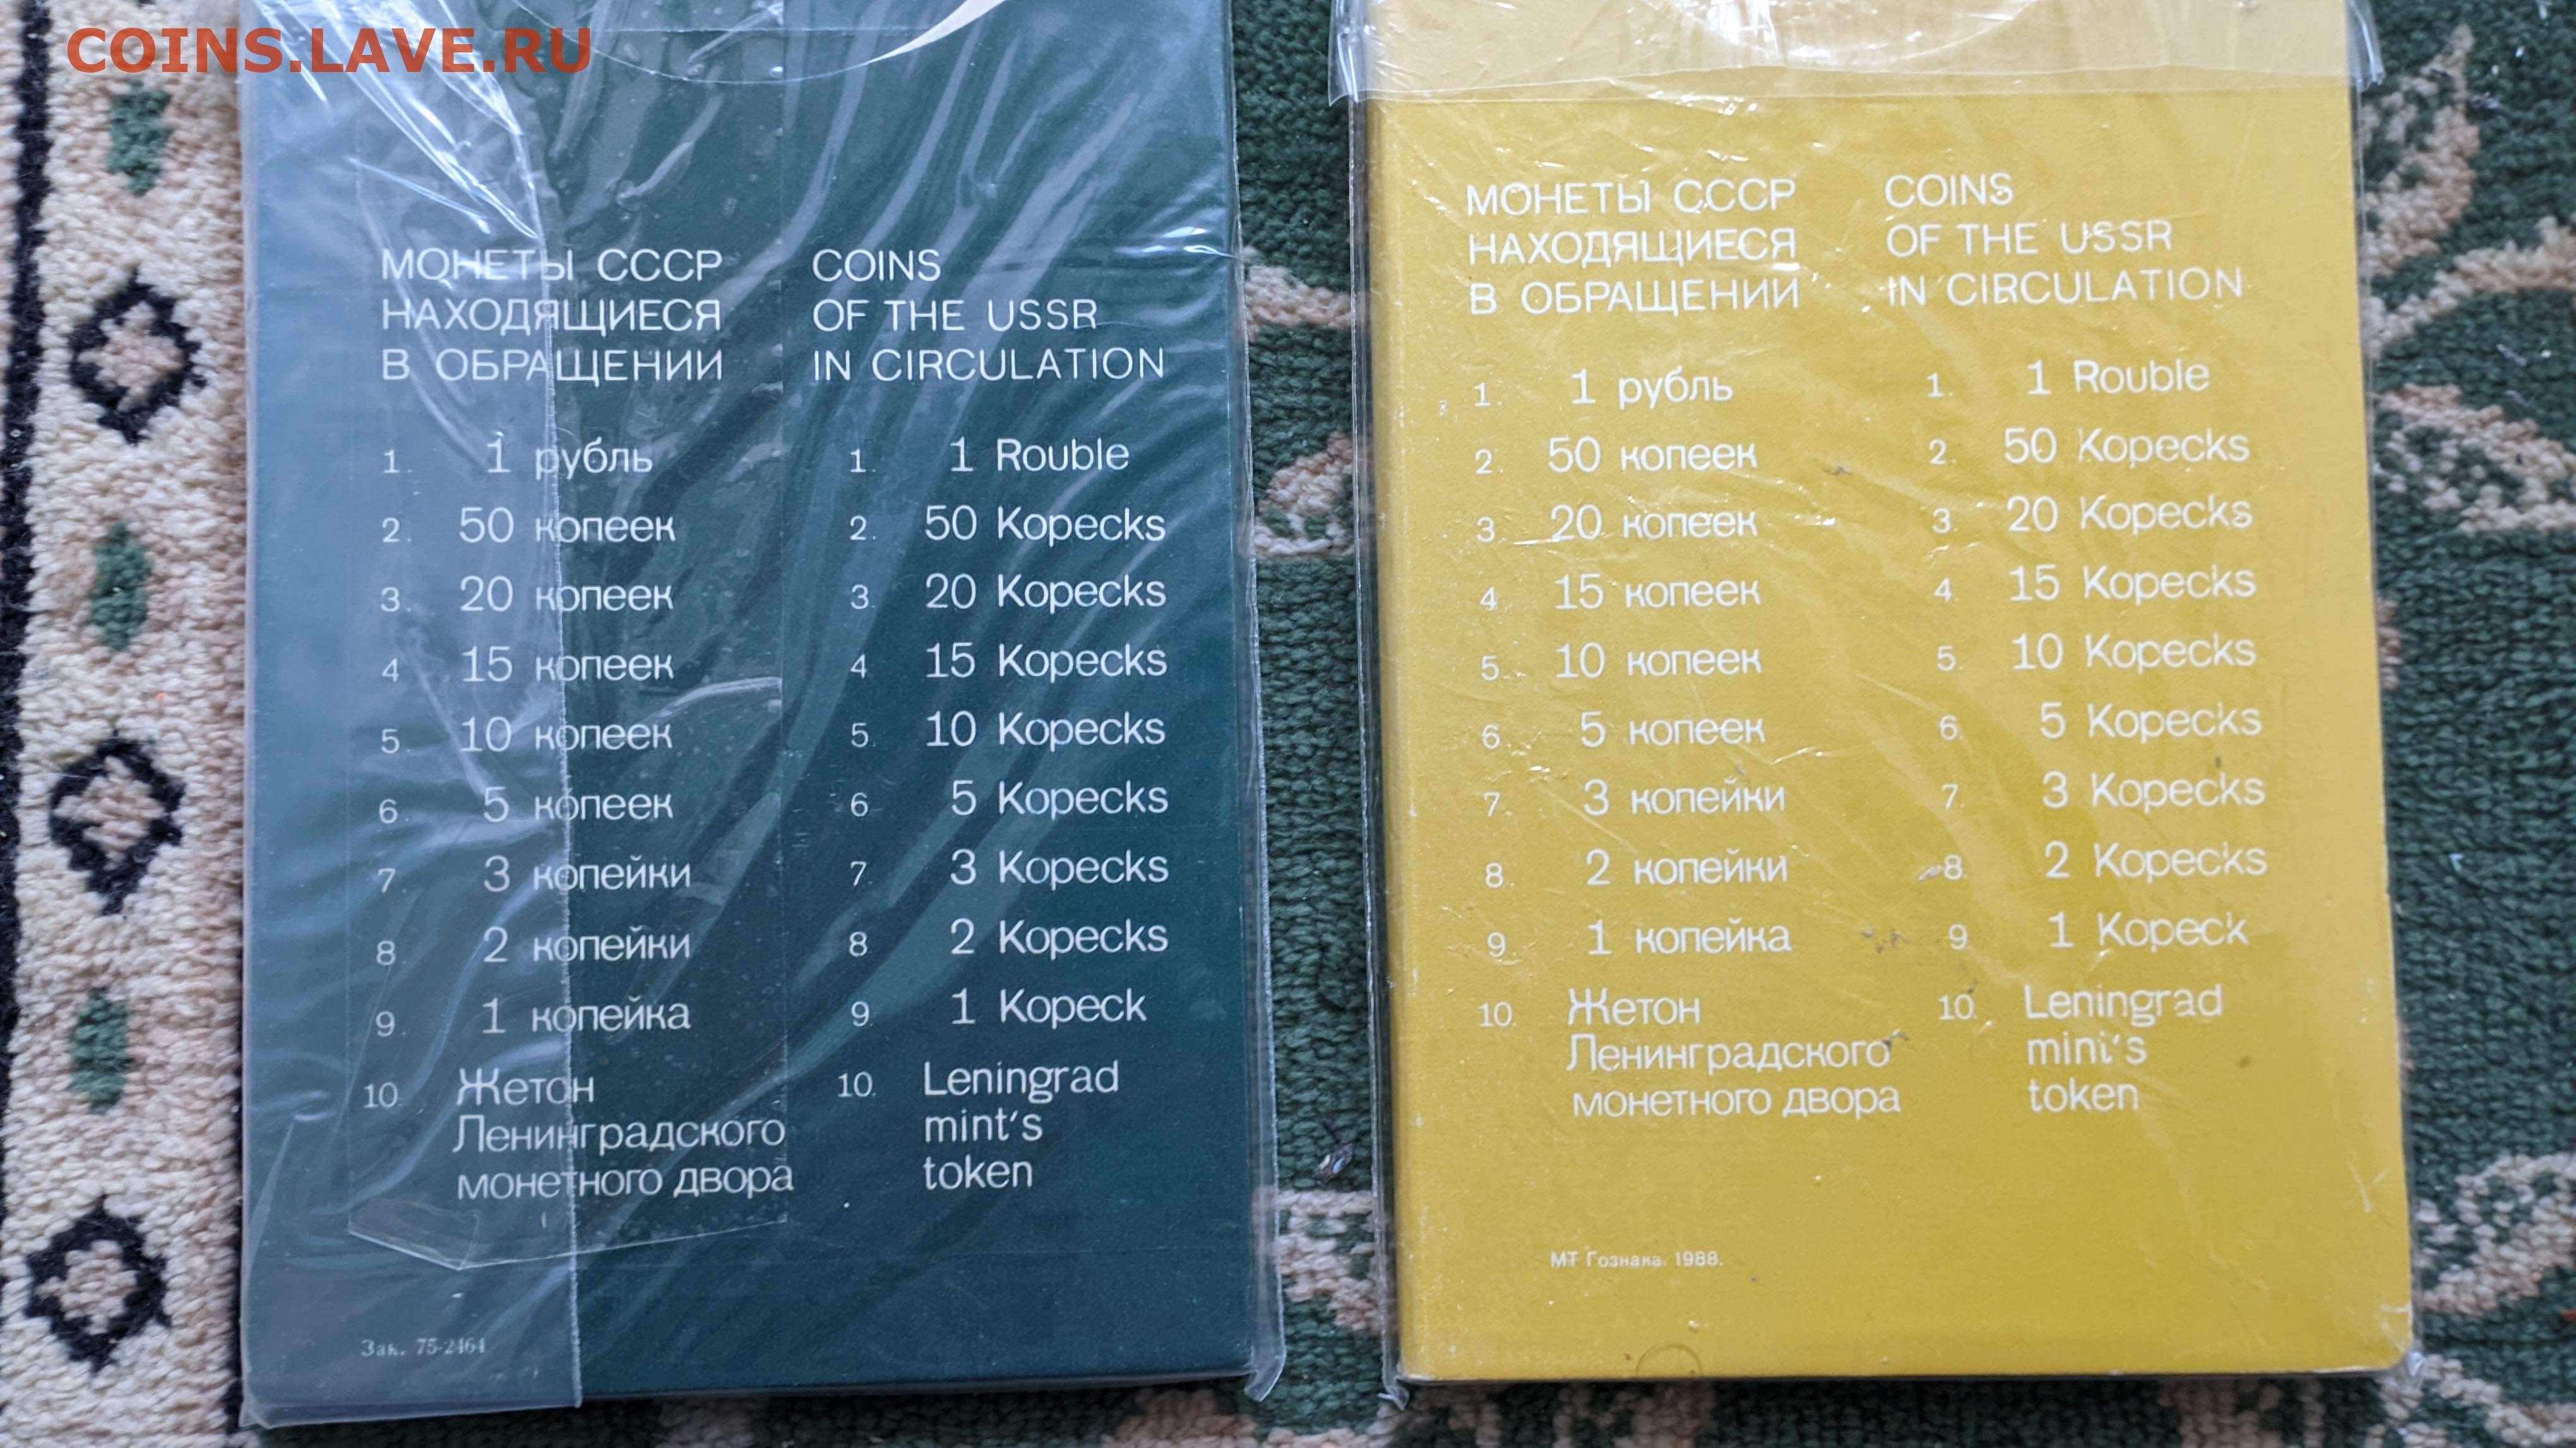 COINS.LAVE.RU
МОНЕТЫ СССР
НАХОДЯЩИЕСЯ
В ОБРАЩЕНИИ
1. 1 рубль
2. 50 копеек
3. 20 копеек
4 15 копеек
5. 10 копеек
6. 5 копеек
7. 3 копейки
8. 2 копейки
9. 1 копейка
10. Жетон
Ленинградского
монетного двора
COINS
OF THE USSR
IN CIRCULATION
1. 1 Rouble
2. 50 Kopecks
3. 20 Kopecks
4 15 Kopecks
5. 10 Kopecks
6 5 Kopecks
7. 3 Kopecks
8. 2 Kopecks
9. 1 Kopeck
10. Leningrad
mint's
token
Зак. 75-2464
МОНЕТЫ СССР
НАХОДЯЩИЕСЯ
В ОБРАЩЕНИИ
1. 1 рубль
2. 50 копеек
3. 20 копеек
4 15 копеек
5. 10 копеек
6. 5 копеек
7. 3 копейки
8. 2 копейки
9. 1 копейка
10. Жетон
Ленинградского
монетного двора
COINS
OF THE USSR
IN CIRCULATION
1. 1 Rouble
2. 50 Kopecks
3. 20 Kopecks
4. 15 Kopecks
5. 10 Kopecks
6. 5 Kopecks
7. 3 Kopecks
8. 2 Kopecks
9 1 Kopeck
10. Leningrad
mint's
token
МТ Гознака. 1988.